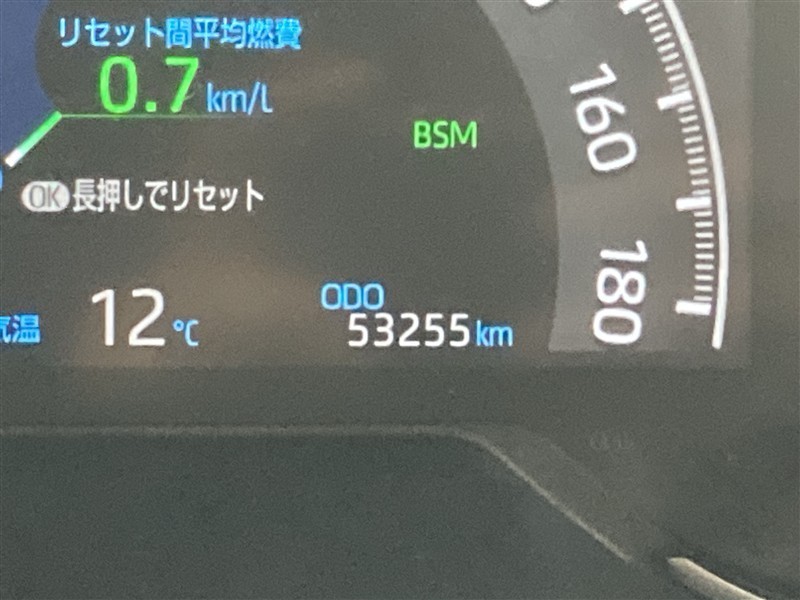 リセット間平均燃費
0.7 km/l
BSM
160
OK 長押しでリセット
180
気温 12 ℃
ODO
53255 km